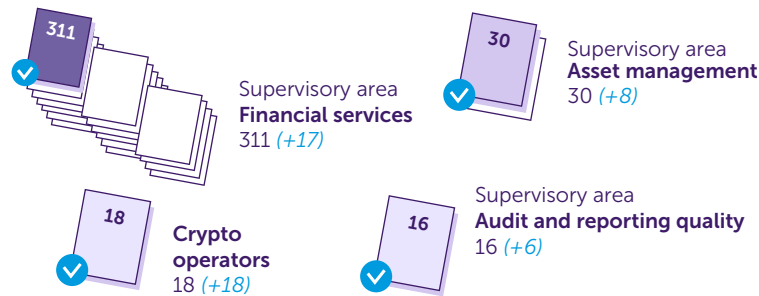 311
Supervisory area
Financial services
311 (+17)
30
Supervisory area
Asset management
30 (+8)
18
Crypto
operators
18 (+18)
16
Supervisory area
Audit and reporting quality
16 (+6)